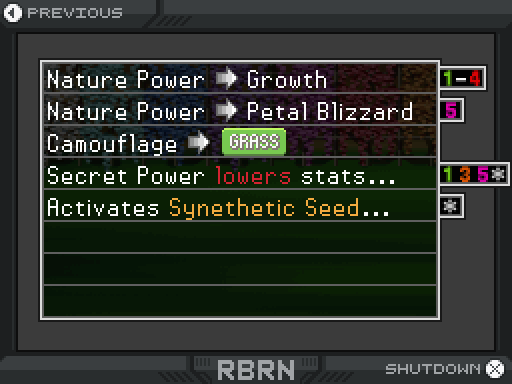 PREVIOUS
Nature Power ➡ Growth 1-4
Nature Power ➡ Petal Blizzard 5
Camouflage ➡ GRASS
Secret Power lowers stats... 1 3 5 *
Activates Synethetic Seed... *
RBRN
SHUTDOWN